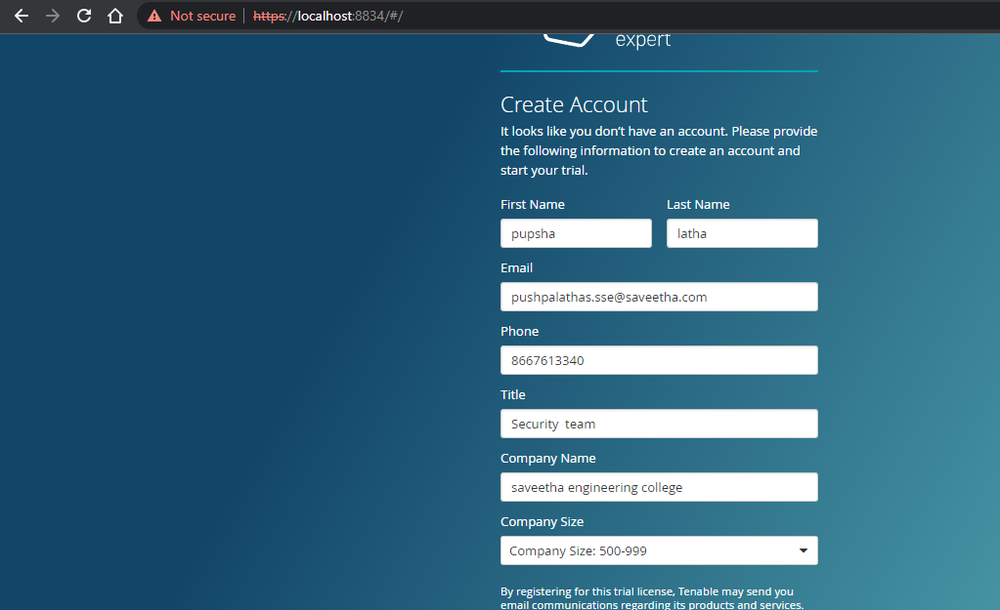 Not secure | https://localhost:8834/#/
expert
Create Account
It looks like you don't have an account. Please provide
the following information to create an account and
start your trial.
First Name Last Name
pupsha latha
Email
pushpalathas.sse@saveetha.com
Phone
8667613340
Title
Security  team
Company Name
saveetha engineering college
Company Size
Company Size: 500-999
By registering for this trial license, Tenable may send you
email communications regarding its products and services.